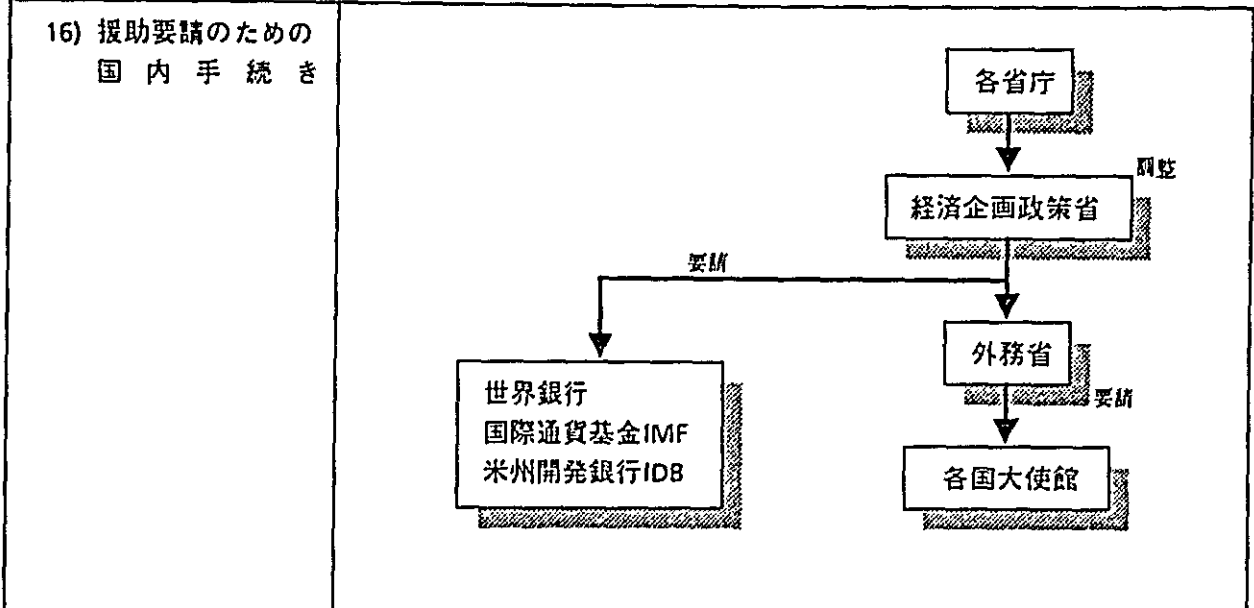 16) 援助要請のための
国内手続き
各省庁
調整
経済企画政策省
要請
外務省
要請
世界銀行
国際通貨基金IMF
米州開発銀行IDB
各国大使館